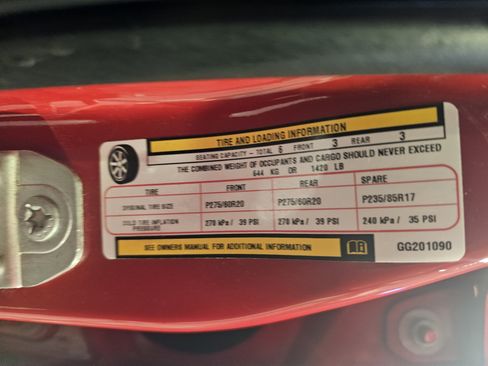 TIRE AND LOADING INFORMATION
SEATING CAPACITY - TOTAL 6 FRONT 3 REAR 3
THE COMBINED WEIGHT OF OCCUPANTS AND CARGO SHOULD NEVER EXCEED
644 KG OR 1420 LB
TIRE FRONT REAR SPARE
ORIGINAL TIRE SIZE P275/60R20 P275/60R20 P235/85R17
COLD TIRE INFLATION PRESSURE 270 kPa / 39 PSI 270 kPa / 39 PSI 240 kPa / 35 PSI
SEE OWNERS MANUAL FOR ADDITIONAL INFORMATION GG201090